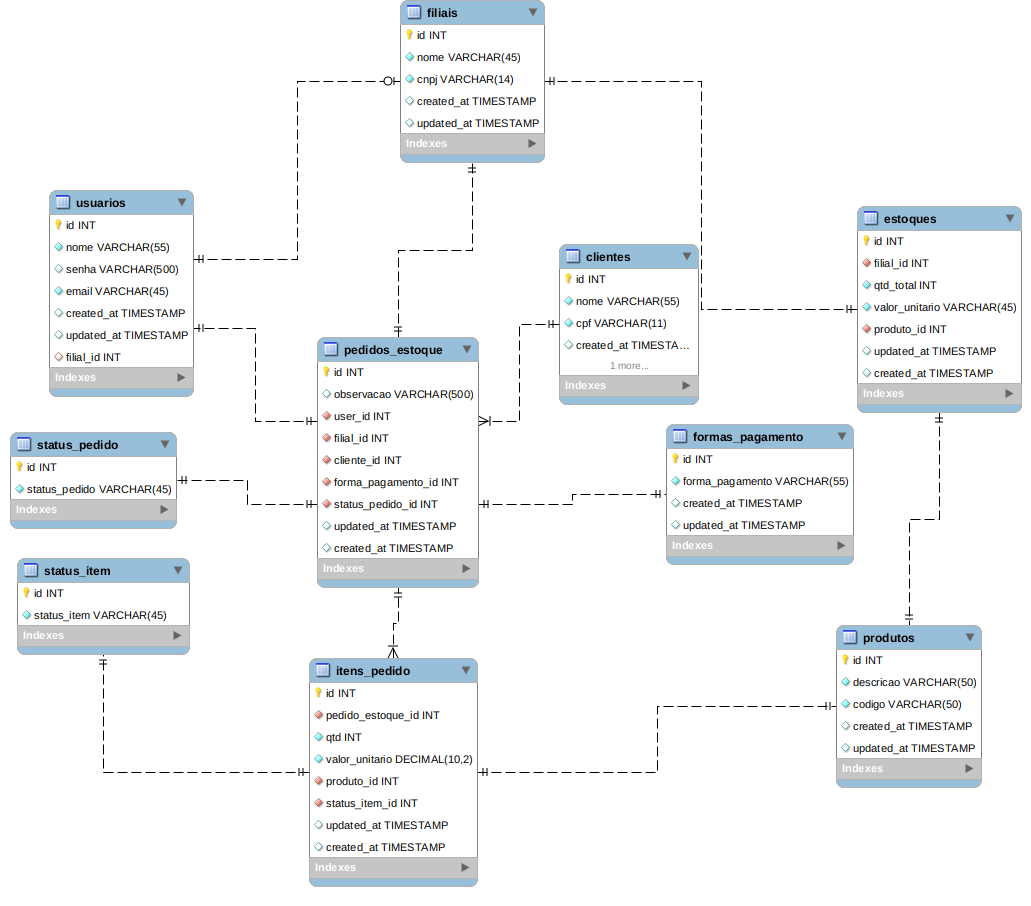 filiais
id INT
nome VARCHAR(45)
cnpj VARCHAR(14)
created_at TIMESTAMP
updated_at TIMESTAMP
Indexes
usuarios
id INT
nome VARCHAR(55)
senha VARCHAR(500)
email VARCHAR(45)
created_at TIMESTAMP
updated_at TIMESTAMP
filial_id INT
Indexes
estoques
id INT
filial_id INT
qtd_total INT
valor_unitario VARCHAR(45)
produto_id INT
updated_at TIMESTAMP
created_at TIMESTAMP
Indexes
clientes
id INT
nome VARCHAR(55)
cpf VARCHAR(11)
created_at TIMESTA...
1 more...
Indexes
pedidos_estoque
id INT
observacao VARCHAR(500)
user_id INT
filial_id INT
cliente_id INT
forma_pagamento_id INT
status_pedido_id INT
updated_at TIMESTAMP
created_at TIMESTAMP
Indexes
formas_pagamento
id INT
forma_pagamento VARCHAR(55)
created_at TIMESTAMP
updated_at TIMESTAMP
Indexes
status_pedido
id INT
status_pedido VARCHAR(45)
Indexes
status_item
id INT
status_item VARCHAR(45)
Indexes
itens_pedido
id INT
pedido_estoque_id INT
qtd INT
valor_unitario DECIMAL(10,2)
produto_id INT
status_item_id INT
updated_at TIMESTAMP
created_at TIMESTAMP
Indexes
produtos
id INT
descricao VARCHAR(50)
codigo VARCHAR(50)
created_at TIMESTAMP
updated_at TIMESTAMP
Indexes